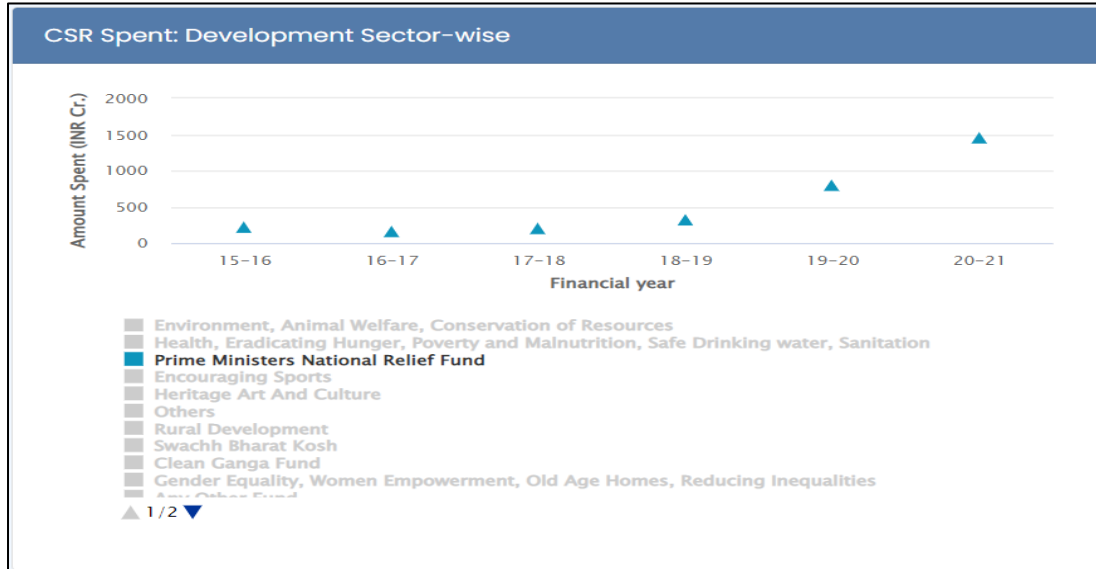 CSR Spent: Development Sector-wise
Amount Spent (INR Cr.)
2000
1500
1000
500
0
15-16 16-17 17-18 18-19 19-20 20-21
Financial year
Environment, Animal Welfare, Conservation of Resources
Health, Eradicating Hunger, Poverty and Malnutrition, Safe Drinking water, Sanitation
Prime Ministers National Relief Fund
Encouraging Sports
Heritage Art And Culture
Others
Rural Development
Swachh Bharat Kosh
Clean Ganga Fund
Gender Equality, Women Empowerment, Old Age Homes, Reducing Inequalities
Any Other Fund
1/2